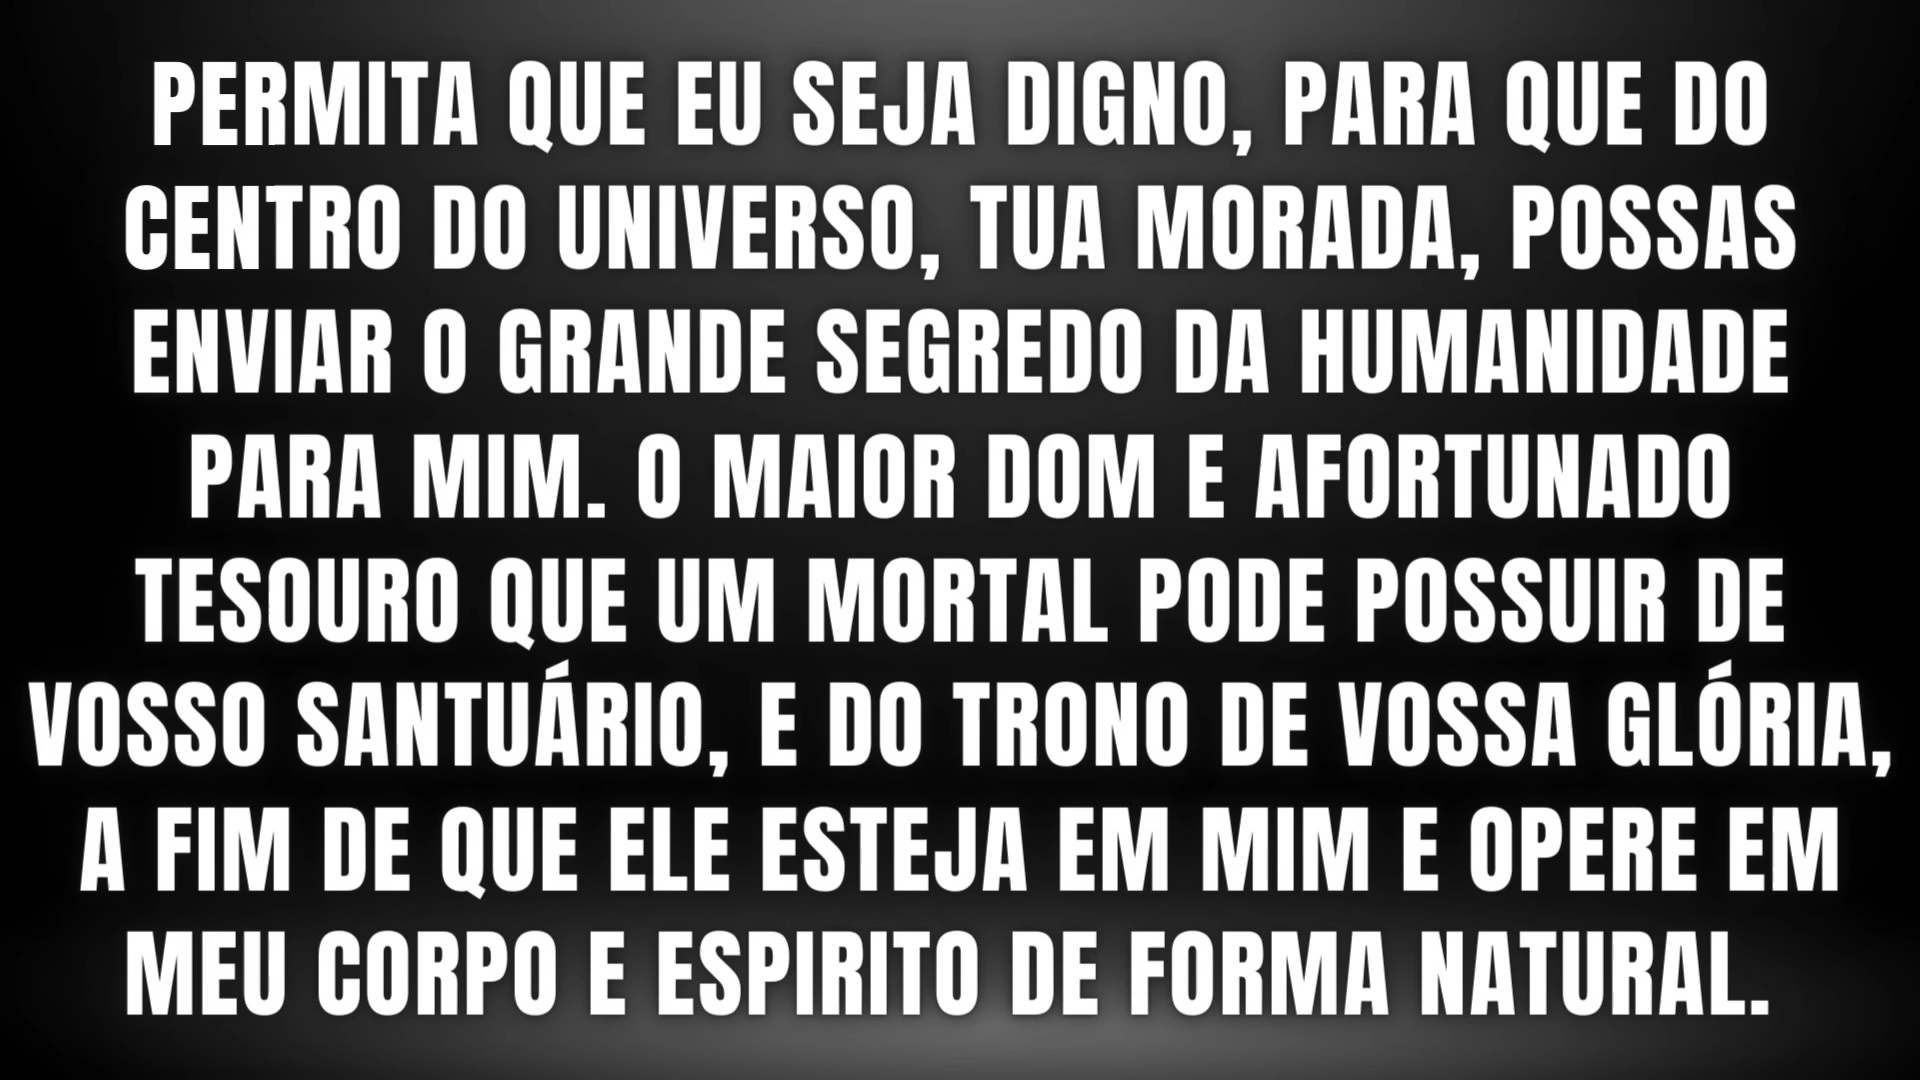 PERMITA QUE EU SEJA DIGNO, PARA QUE DO
CENTRO DO UNIVERSO, TUA MORADA, POSSAS
ENVIAR O GRANDE SEGREDO DA HUMANIDADE
PARA MIM. O MAIOR DOM E AFORTUNADO
TESOURO QUE UM MORTAL PODE POSSUIR DE
VOSSO SANTUÁRIO, E DO TRONO DE VOSSA GLÓRIA,
A FIM DE QUE ELE ESTEJA EM MIM E OPERE EM
MEU CORPO E ESPIRITO DE FORMA NATURAL.